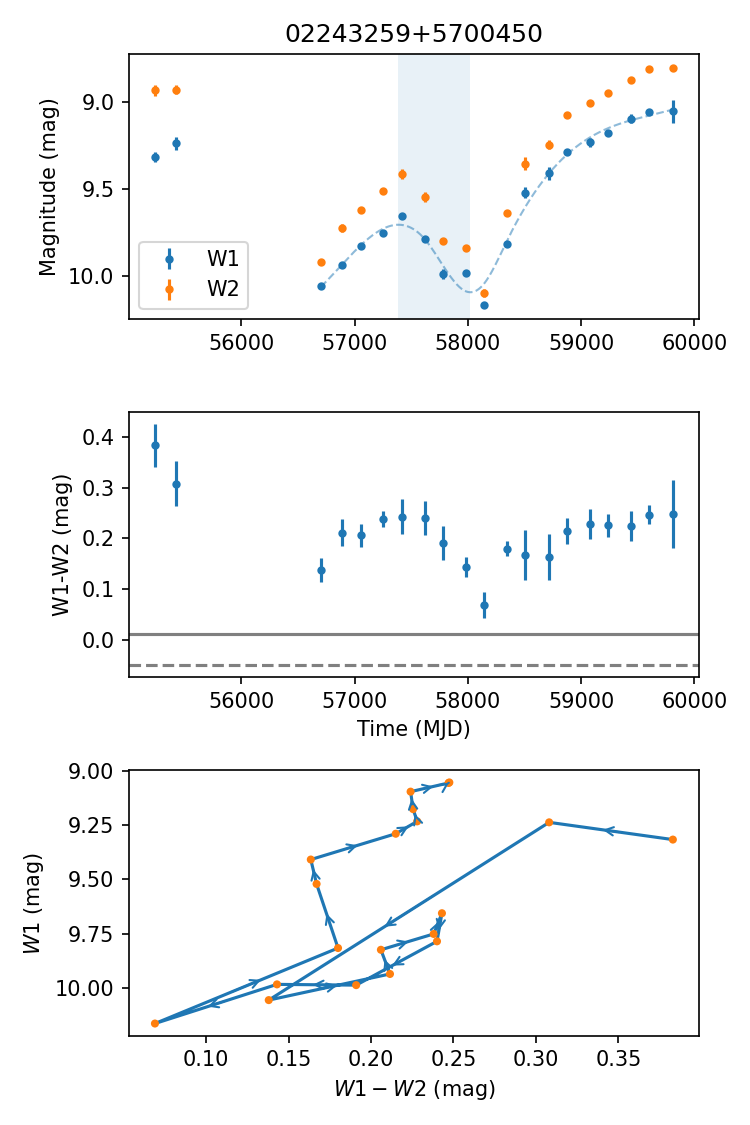 02243259+5700450
Magnitude (mag)
9.0
9.5
10.0
W1
W2
56000 57000 58000 59000 60000
W1-W2 (mag)
0.4
0.3
0.2
0.1
0.0
56000 57000 58000 59000 60000
Time (MJD)
W1 (mag)
9.00
9.25
9.50
9.75
10.00
0.10 0.15 0.20 0.25 0.30 0.35
W1 − W2 (mag)